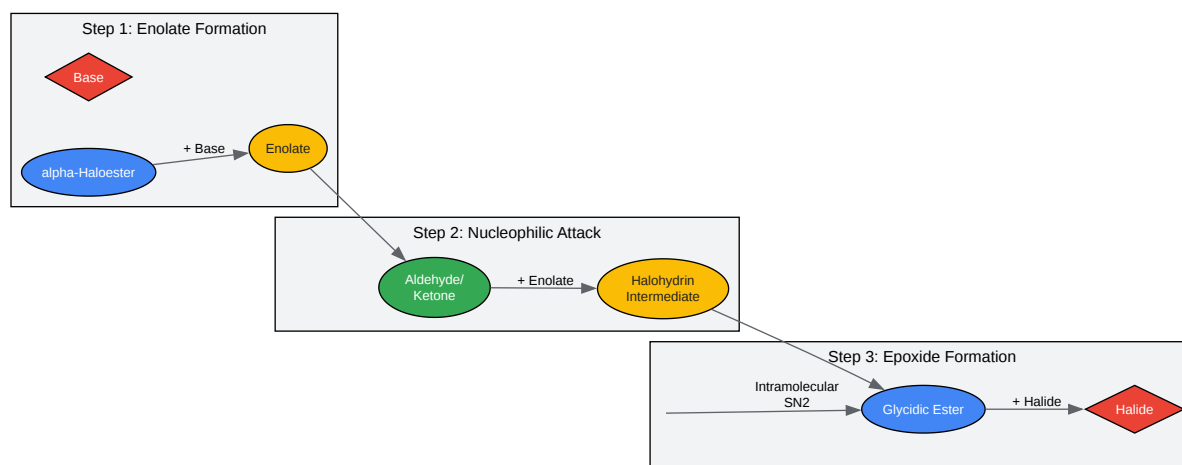 Step 1: Enolate Formation
Base
alpha-Haloester
+ Base
Enolate
Step 2: Nucleophilic Attack
Aldehyde/
Ketone
+ Enolate
Halohydrin
Intermediate
Step 3: Epoxide Formation
Intramolecular
SN2
Glycidic Ester
+ Halide
Halide